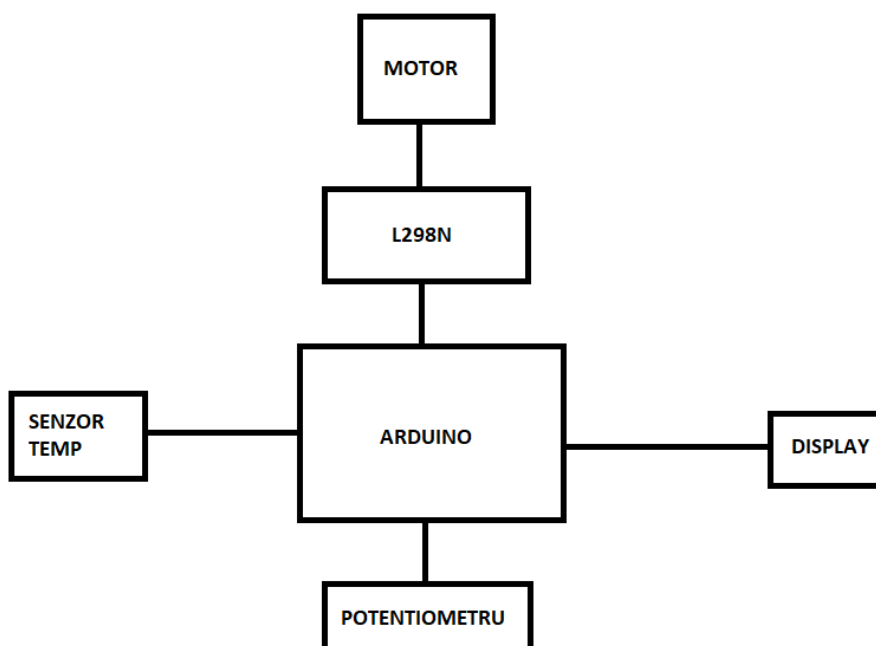 MOTOR
L298N
ARDUINO
SENZOR
TEMP
DISPLAY
POTENTIOMETRU